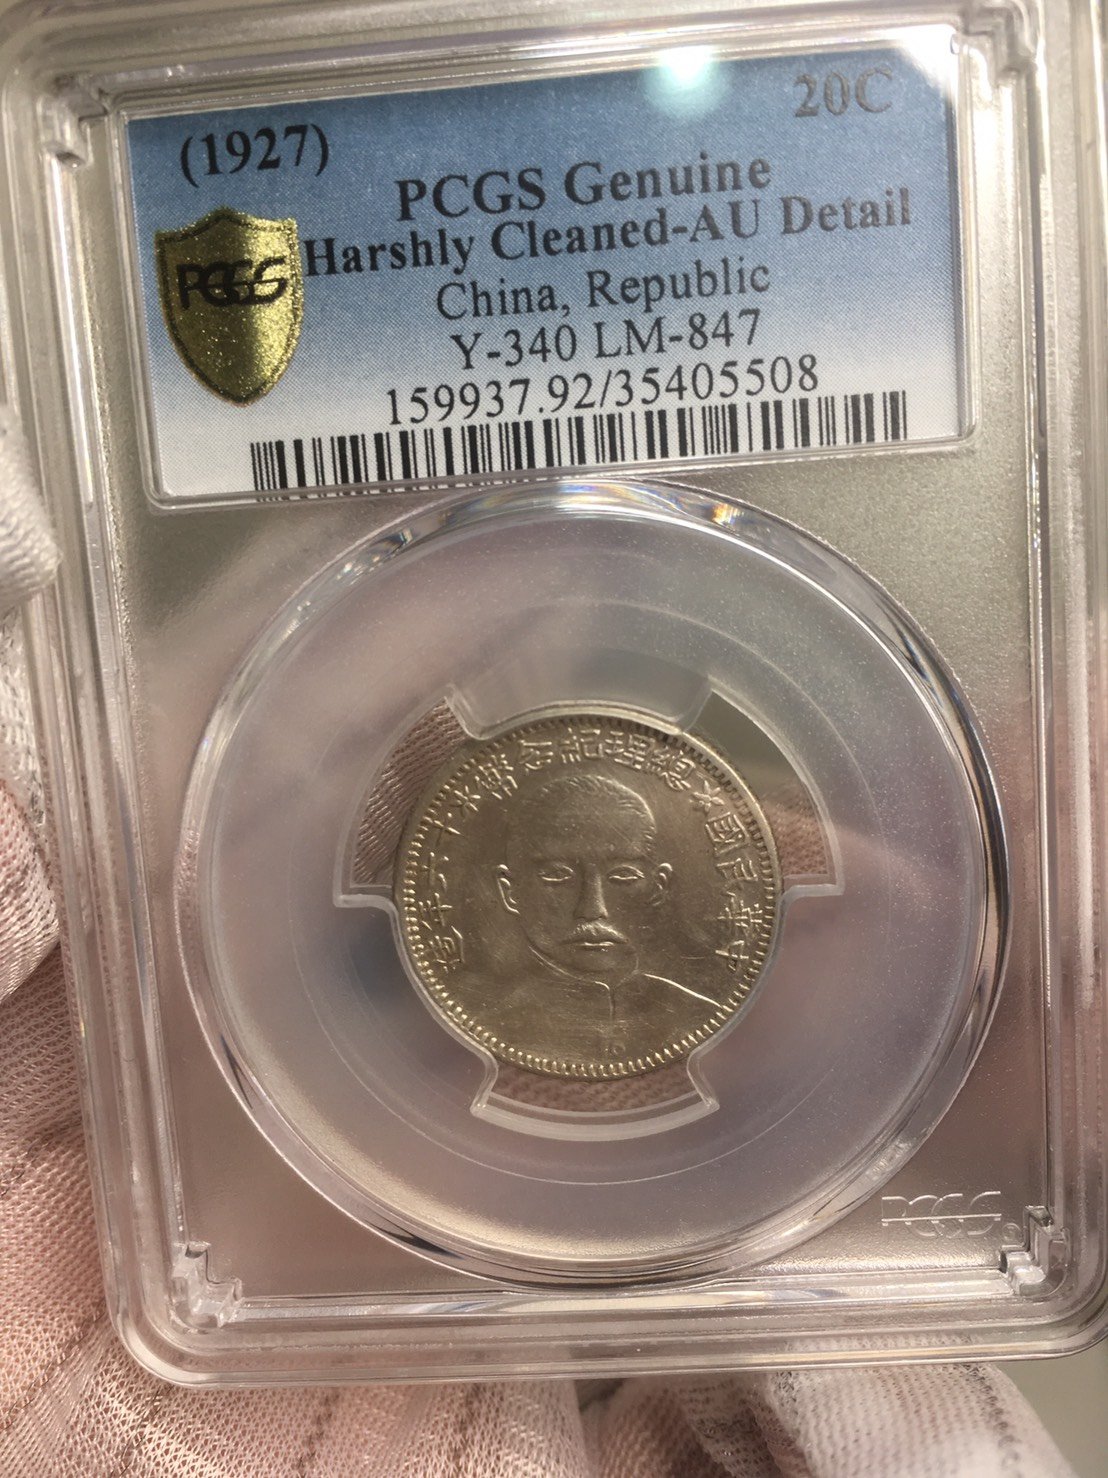 (1927) 20C
PCGS Genuine
Harshly Cleaned-AU Detail
China, Republic
Y-340 LM-847
159937.92/35405508
PCGS
中華民國★總理紀念幣★十六年造
PCGS